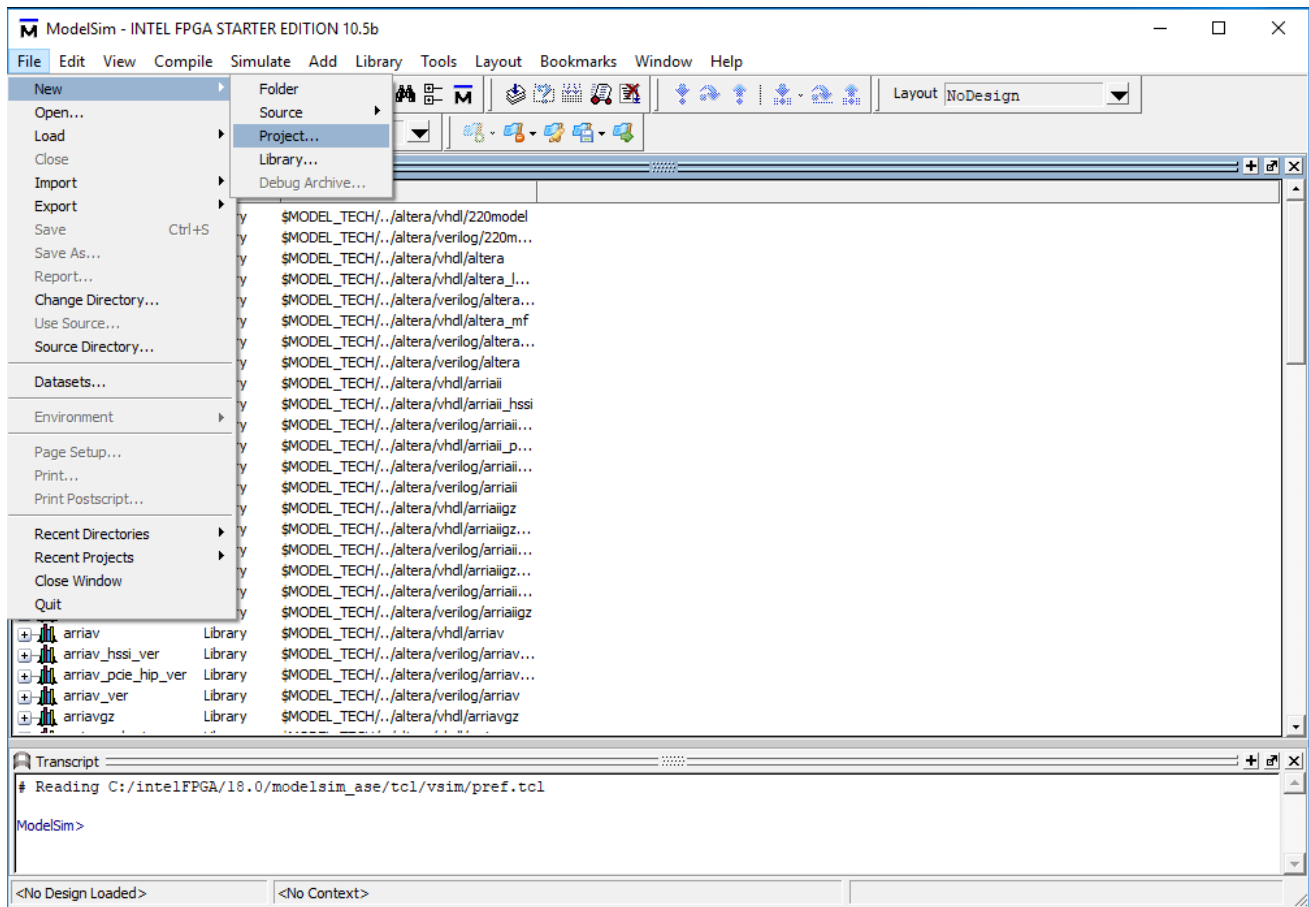 ModelSim - INTEL FPGA STARTER EDITION 10.5b
File Edit View Compile Simulate Add Library Tools Layout Bookmarks Window Help
New
Open...
Load
Close
Import
Export
Save Ctrl+S
Save As...
Report...
Change Directory...
Use Source...
Source Directory...
Datasets...
Environment
Page Setup...
Print...
Print Postscript...
Recent Directories
Recent Projects
Close Window
Quit
Folder
Source
Project...
Library...
Debug Archive...
Layout NoDesign
y $MODEL_TECH/../altera/vhdl/220model
y $MODEL_TECH/../altera/verilog/220m...
y $MODEL_TECH/../altera/vhdl/altera
y $MODEL_TECH/../altera/vhdl/altera_l...
y $MODEL_TECH/../altera/verilog/altera...
y $MODEL_TECH/../altera/vhdl/altera_mf
y $MODEL_TECH/../altera/verilog/altera...
y $MODEL_TECH/../altera/verilog/altera
y $MODEL_TECH/../altera/vhdl/arriaii
y $MODEL_TECH/../altera/vhdl/arriaii_hssi
y $MODEL_TECH/../altera/verilog/arriaii...
y $MODEL_TECH/../altera/vhdl/arriaii_p...
y $MODEL_TECH/../altera/verilog/arriaii...
y $MODEL_TECH/../altera/verilog/arriaii
y $MODEL_TECH/../altera/vhdl/arriaiigz
y $MODEL_TECH/../altera/vhdl/arriaiigz...
y $MODEL_TECH/../altera/verilog/arriaii...
y $MODEL_TECH/../altera/vhdl/arriaiigz...
y $MODEL_TECH/../altera/verilog/arriaii...
y $MODEL_TECH/../altera/verilog/arriaiigz
arriav Library $MODEL_TECH/../altera/vhdl/arriav
arriav_hssi_ver Library $MODEL_TECH/../altera/verilog/arriav...
arriav_pcie_hip_ver Library $MODEL_TECH/../altera/verilog/arriav...
arriav_ver Library $MODEL_TECH/../altera/verilog/arriav
arriavgz Library $MODEL_TECH/../altera/vhdl/arriavgz
Transcript
# Reading C:/intelFPGA/18.0/modelsim_ase/tcl/vsim/pref.tcl
ModelSim>
<No Design Loaded> <No Context>